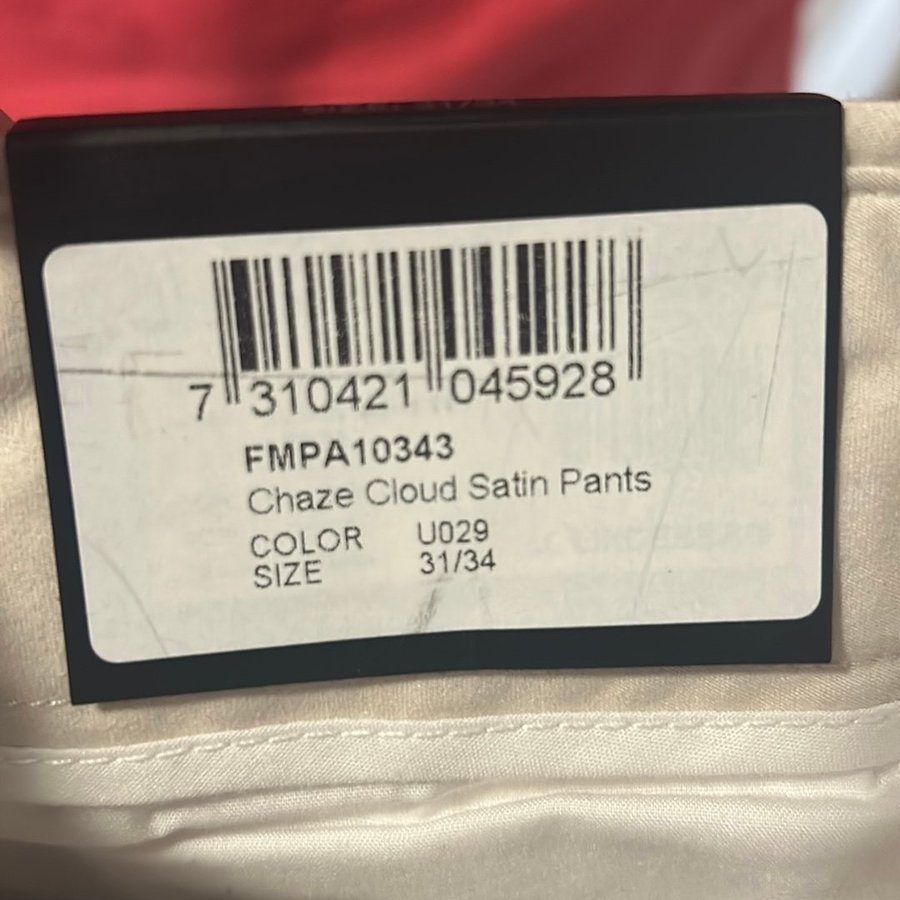 7 310421 045928
FMPA10343
Chaze Cloud Satin Pants
COLOR U029
SIZE 31/34